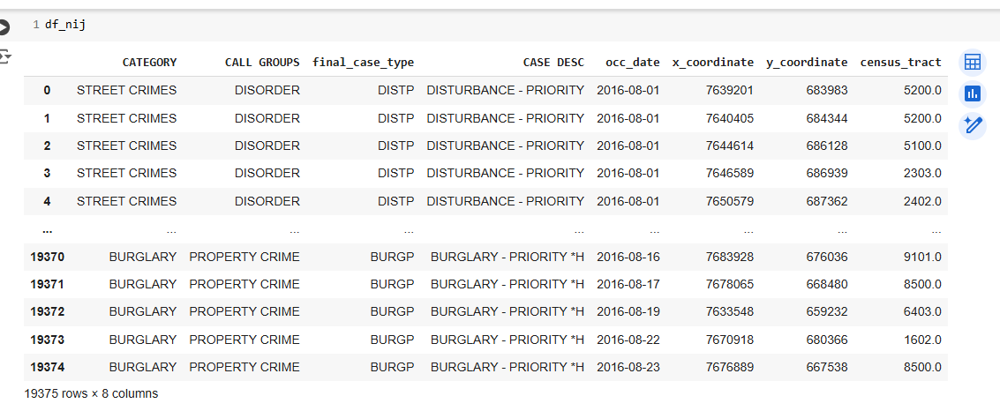 1 df_nij
CATEGORY CALL GROUPS final_case_type CASE DESC occ_date x_coordinate y_coordinate census_tract
0 STREET CRIMES DISORDER DISTP DISTURBANCE - PRIORITY 2016-08-01 7639201 683983 5200.0
1 STREET CRIMES DISORDER DISTP DISTURBANCE - PRIORITY 2016-08-01 7640405 684344 5200.0
2 STREET CRIMES DISORDER DISTP DISTURBANCE - PRIORITY 2016-08-01 7644614 686128 5100.0
3 STREET CRIMES DISORDER DISTP DISTURBANCE - PRIORITY 2016-08-01 7646589 686939 2303.0
4 STREET CRIMES DISORDER DISTP DISTURBANCE - PRIORITY 2016-08-01 7650579 687362 2402.0
... ... ... ... ... ... ... ... ...
19370 BURGLARY PROPERTY CRIME BURGP BURGLARY - PRIORITY *H 2016-08-16 7683928 676036 9101.0
19371 BURGLARY PROPERTY CRIME BURGP BURGLARY - PRIORITY *H 2016-08-17 7678065 668480 8500.0
19372 BURGLARY PROPERTY CRIME BURGP BURGLARY - PRIORITY *H 2016-08-19 7633548 659232 6403.0
19373 BURGLARY PROPERTY CRIME BURGP BURGLARY - PRIORITY *H 2016-08-22 7670918 680366 1602.0
19374 BURGLARY PROPERTY CRIME BURGP BURGLARY - PRIORITY *H 2016-08-23 7676889 667538 8500.0
19375 rows × 8 columns